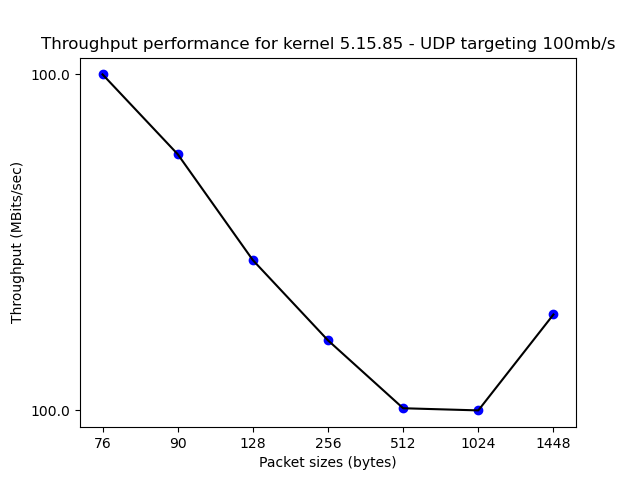 Throughput performance for kernel 5.15.85 - UDP targeting 100mb/s
100.0
Throughput (MBits/sec)
100.0
76 90 128 256 512 1024 1448
Packet sizes (bytes)